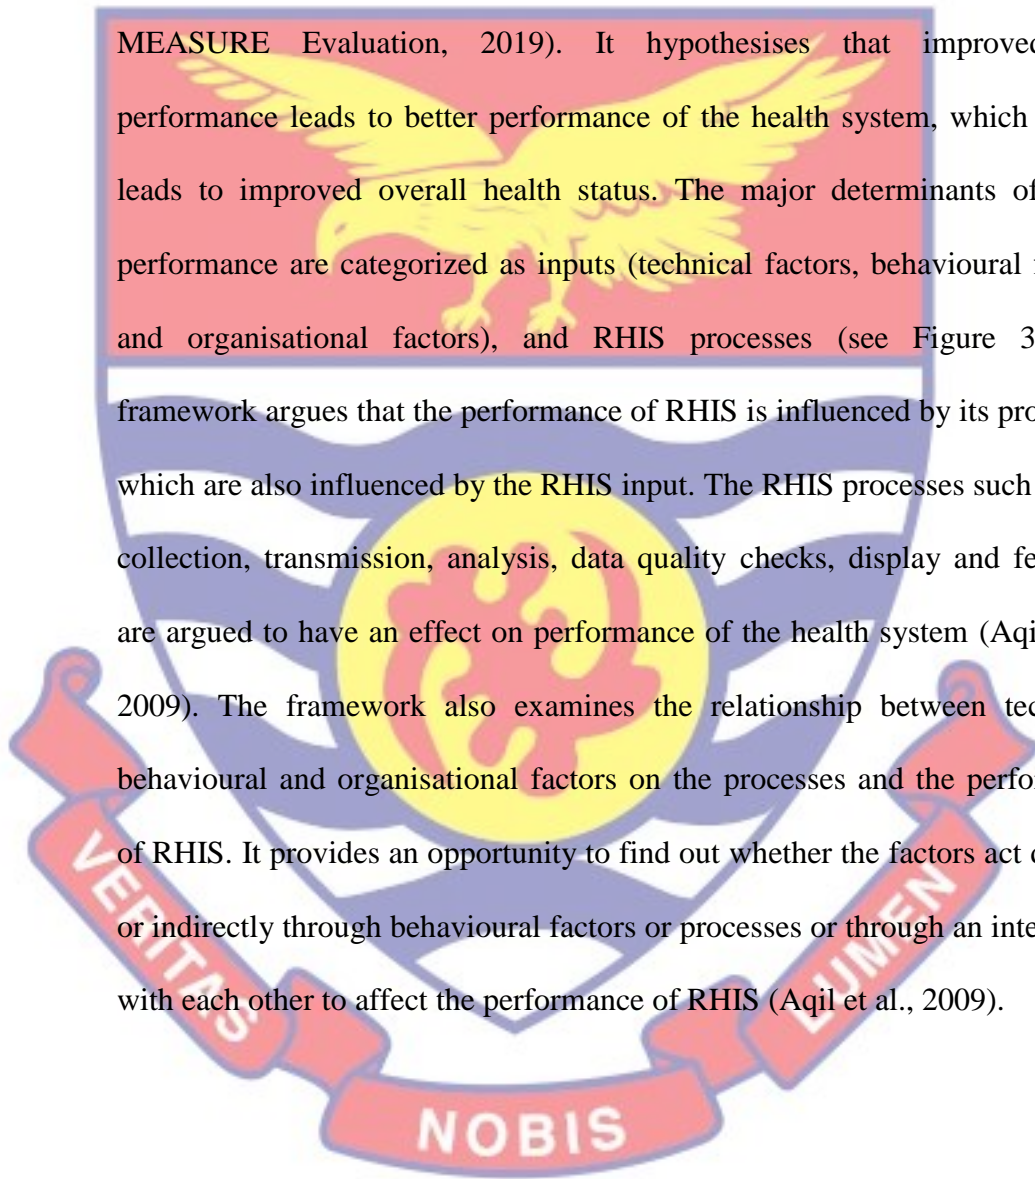 MEASURE Evaluation, 2019). It hypothesises that improved
performance leads to better performance of the health system, which
leads to improved overall health status. The major determinants of
performance are categorized as inputs (technical factors, behavioural
and organisational factors), and RHIS processes (see Figure 3
framework argues that the performance of RHIS is influenced by its pro
which are also influenced by the RHIS input. The RHIS processes such
collection, transmission, analysis, data quality checks, display and fe
are argued to have an effect on performance of the health system (Aqi
2009). The framework also examines the relationship between tec
behavioural and organisational factors on the processes and the perfo
of RHIS. It provides an opportunity to find out whether the factors act
or indirectly through behavioural factors or processes or through an inte
with each other to affect the performance of RHIS (Aqil et al., 2009).
VERITAS
NOBIS
LUMEN